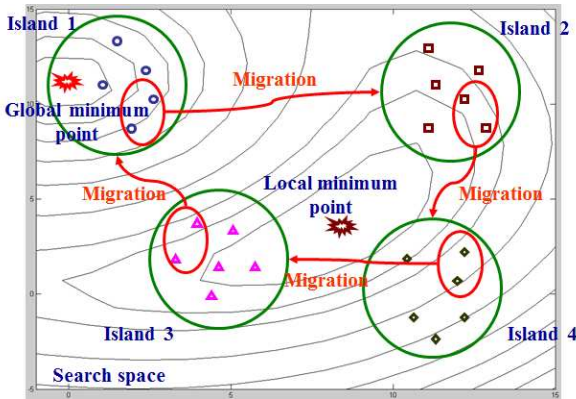 15
Island 1
Island 2
Migration
10
Global minimum
point
Migration
Local minimum
point
Migration
5
Migration
0
Island 3
Island 4
Search space
-5
0
5
10
15